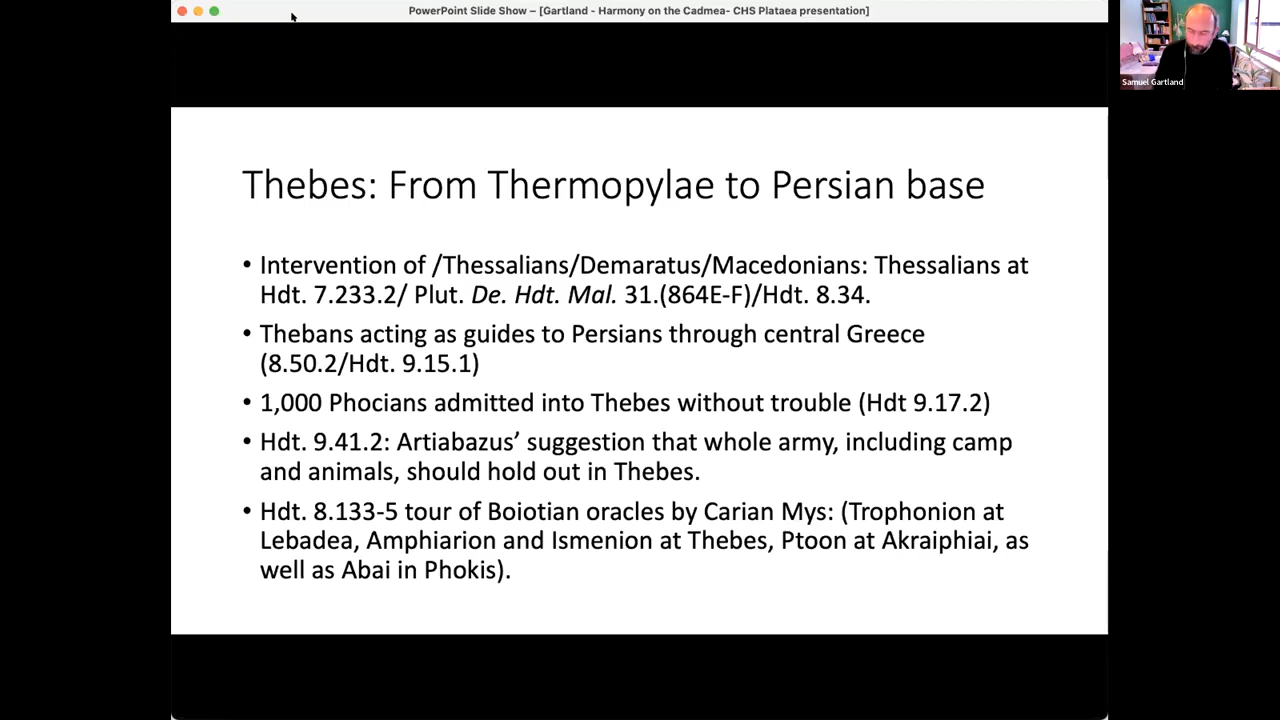 PowerPoint Slide Show – [Gartland - Harmony on the Cadmea- CHS Plataea presentation]
Samuel Gartland
Thebes: From Thermopylae to Persian base
• Intervention of /Thessalians/Demaratus/Macedonians: Thessalians at
Hdt. 7.233.2/ Plut. De. Hdt. Mal. 31.(864E-F)/Hdt. 8.34.
• Thebans acting as guides to Persians through central Greece
(8.50.2/Hdt. 9.15.1)
• 1,000 Phocians admitted into Thebes without trouble (Hdt 9.17.2)
• Hdt. 9.41.2: Artiabazus’ suggestion that whole army, including camp
and animals, should hold out in Thebes.
• Hdt. 8.133-5 tour of Boiotian oracles by Carian Mys: (Trophonion at
Lebadea, Amphiarion and Ismenion at Thebes, Ptoon at Akraiphiai, as
well as Abai in Phokis).